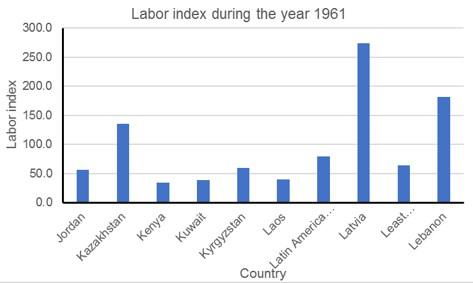 Labor index during the year 1961
Labor index
300.0
250.0
200.0
150.0
100.0
50.0
0.0
Jordan
Kazakhstan
Kenya
Kuwait
Kyrgyzstan
Laos
Latin America...
Latvia
Least...
Lebanon
Country